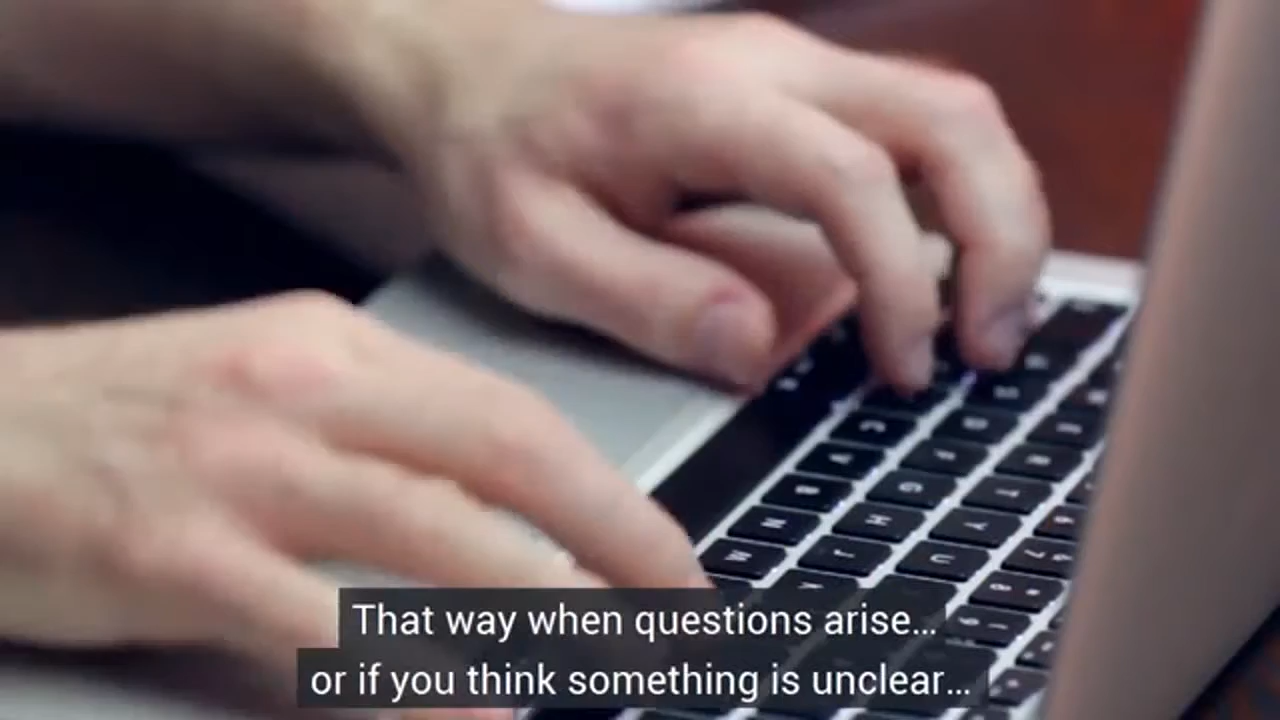 That way when questions arise…
or if you think something is unclear…